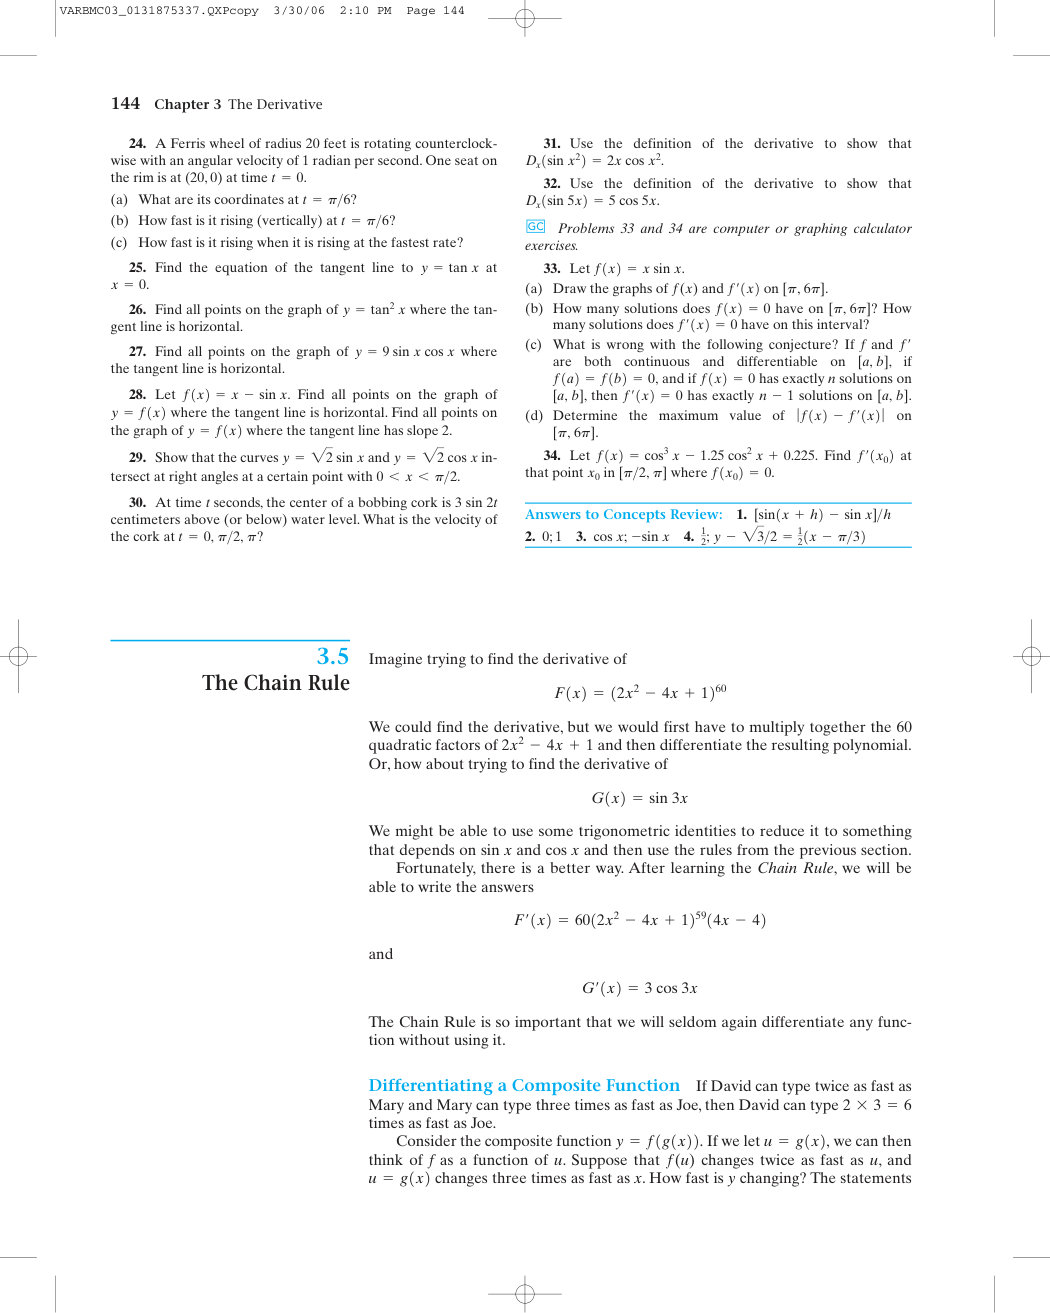 VARBMC03_0131875337.QXPcopy 3/30/06 2:10 PM Page 144
144 Chapter 3 The Derivative
24. A Ferris wheel of radius 20 feet is rotating counterclock-
wise with an angular velocity of 1 radian per second. One seat on
the rim is at (20, 0) at time t = 0.
(a) What are its coordinates at t = π/6?
(b) How fast is it rising (vertically) at t = π/6?
(c) How fast is it rising when it is rising at the fastest rate?
25. Find the equation of the tangent line to y = tan x at
x = 0.
26. Find all points on the graph of y = tan² x where the tan-
gent line is horizontal.
27. Find all points on the graph of y = 9 sin x cos x where
the tangent line is horizontal.
28. Let f(x) = x − sin x. Find all points on the graph of
y = f(x) where the tangent line is horizontal. Find all points on
the graph of y = f(x) where the tangent line has slope 2.
29. Show that the curves y = √2 sin x and y = √2 cos x in-
tersect at right angles at a certain point with 0 < x < π/2.
30. At time t seconds, the center of a bobbing cork is 3 sin 2t
centimeters above (or below) water level. What is the velocity of
the cork at t = 0, π/2, π?
31. Use the definition of the derivative to show that
Dₓ(sin x²) = 2x cos x².
32. Use the definition of the derivative to show that
Dₓ(sin 5x) = 5 cos 5x.
GC Problems 33 and 34 are computer or graphing calculator
exercises.
33. Let f(x) = x sin x.
(a) Draw the graphs of f(x) and f′(x) on [π, 6π].
(b) How many solutions does f(x) = 0 have on [π, 6π]? How
many solutions does f′(x) = 0 have on this interval?
(c) What is wrong with the following conjecture? If f and f′
are both continuous and differentiable on [a, b], if
f(a) = f(b) = 0, and if f(x) = 0 has exactly n solutions on
[a, b], then f′(x) = 0 has exactly n − 1 solutions on [a, b].
(d) Determine the maximum value of |f(x) − f′(x)| on
[π, 6π].
34. Let f(x) = cos³ x − 1.25 cos² x + 0.225. Find f′(x₀) at
that point x₀ in [π/2, π] where f(x₀) = 0.
Answers to Concepts Review: 1. [sin(x + h) − sin x]/h
2. 0; 1 3. cos x; −sin x 4. ½; y − √3/2 = ½(x − π/3)
3.5
The Chain Rule
Imagine trying to find the derivative of
F(x) = (2x² − 4x + 1)⁶⁰
We could find the derivative, but we would first have to multiply together the 60
quadratic factors of 2x² − 4x + 1 and then differentiate the resulting polynomial.
Or, how about trying to find the derivative of
G(x) = sin 3x
We might be able to use some trigonometric identities to reduce it to something
that depends on sin x and cos x and then use the rules from the previous section.
Fortunately, there is a better way. After learning the Chain Rule, we will be
able to write the answers
F′(x) = 60(2x² − 4x + 1)⁵⁹(4x − 4)
and
G′(x) = 3 cos 3x
The Chain Rule is so important that we will seldom again differentiate any func-
tion without using it.
Differentiating a Composite Function If David can type twice as fast as
Mary and Mary can type three times as fast as Joe, then David can type 2 × 3 = 6
times as fast as Joe.
Consider the composite function y = f(g(x)). If we let u = g(x), we can then
think of f as a function of u. Suppose that f(u) changes twice as fast as u, and
u = g(x) changes three times as fast as x. How fast is y changing? The statements